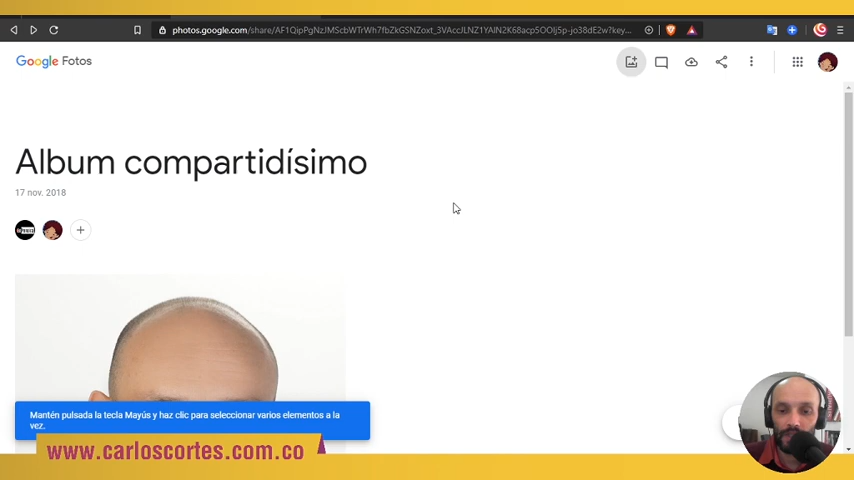 photos.google.com/share/AF1QipPgNzJMScbWTrWh7fbZkGSNZoxt_3VAccJLNZ1YAlN2K68acp5OOlj5p-jo38dE2w?key...
Google Fotos
Album compartidísimo
17 nov. 2018
Mantén pulsada la tecla Mayús y haz clic para seleccionar varios elementos a la
vez.
www.carloscortes.com.co